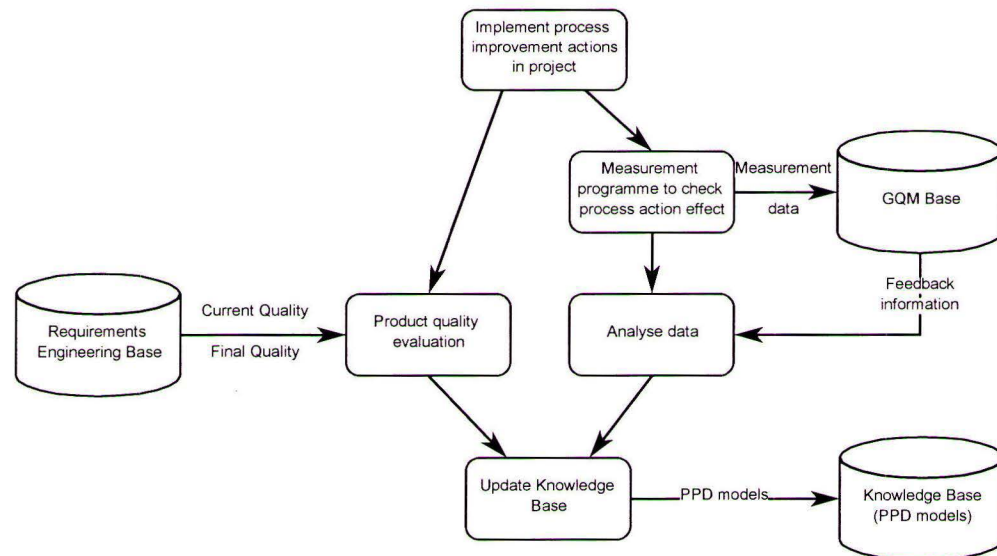 Implement process
improvement actions
in project
Measurement
programme to check
process action effect
Measurement
data
GQM Base
Feedback
information
Requirements
Engineering Base
Current Quality
Final Quality
Product quality
evaluation
Analyse data
Update Knowledge
Base
PPD models
Knowledge Base
(PPD models)